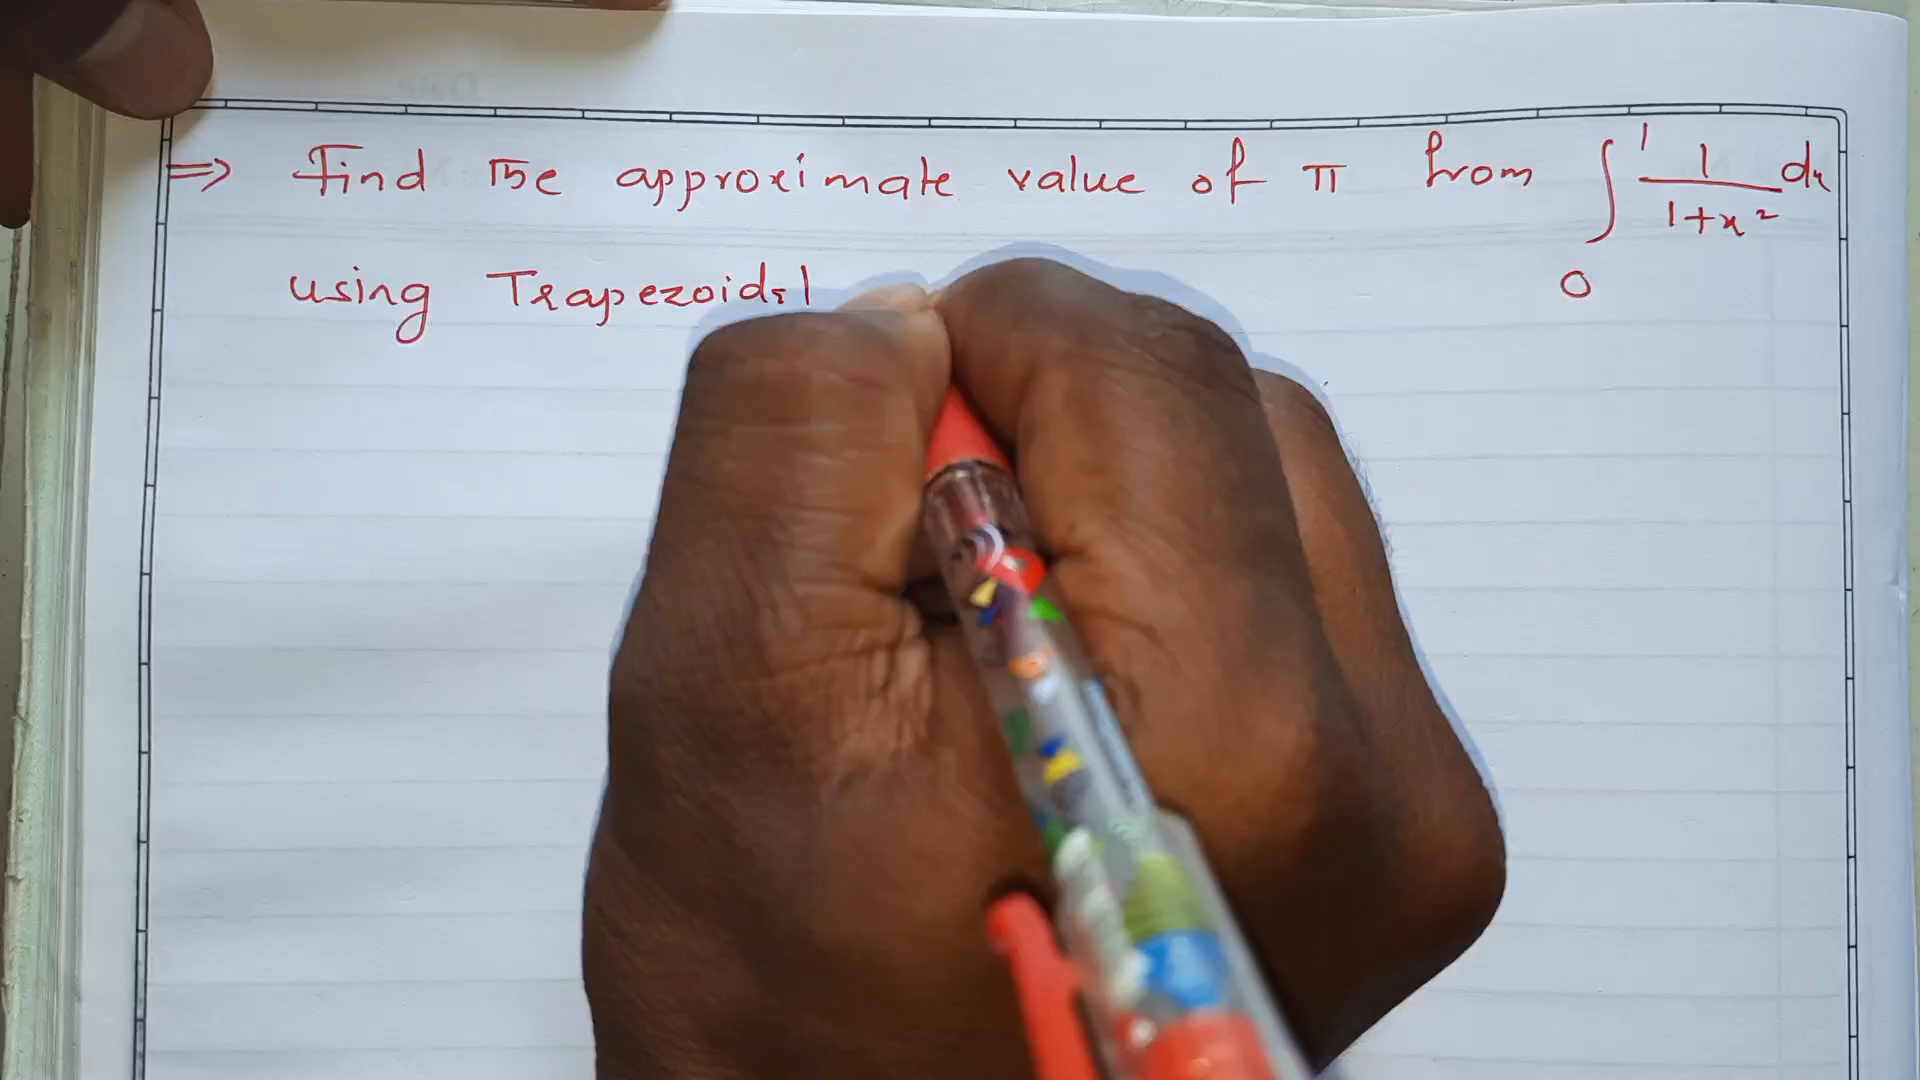 ⇒ Find the approximate value of π from ∫₀¹ 1/(1+x²) dx
using Trapezoidal